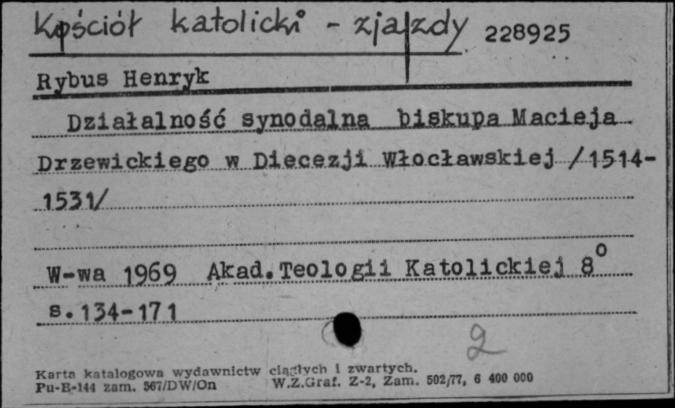 Kościół katolicki - zjazdy 228925
Rybus Henryk
Działalność synodalna biskupa Macieja
Drzewickiego w Diecezji Włocławskiej /1514-
1531/
W-wa 1969 Akad.Teologii Katolickiej 8°
s.134-171
2
Karta katalogowa wydawnictw ciągłych i zwartych.
Pu-B-144 zam. 567/DW/On W.Z.Graf. Z-2, Zam. 502/77, 6 400 000